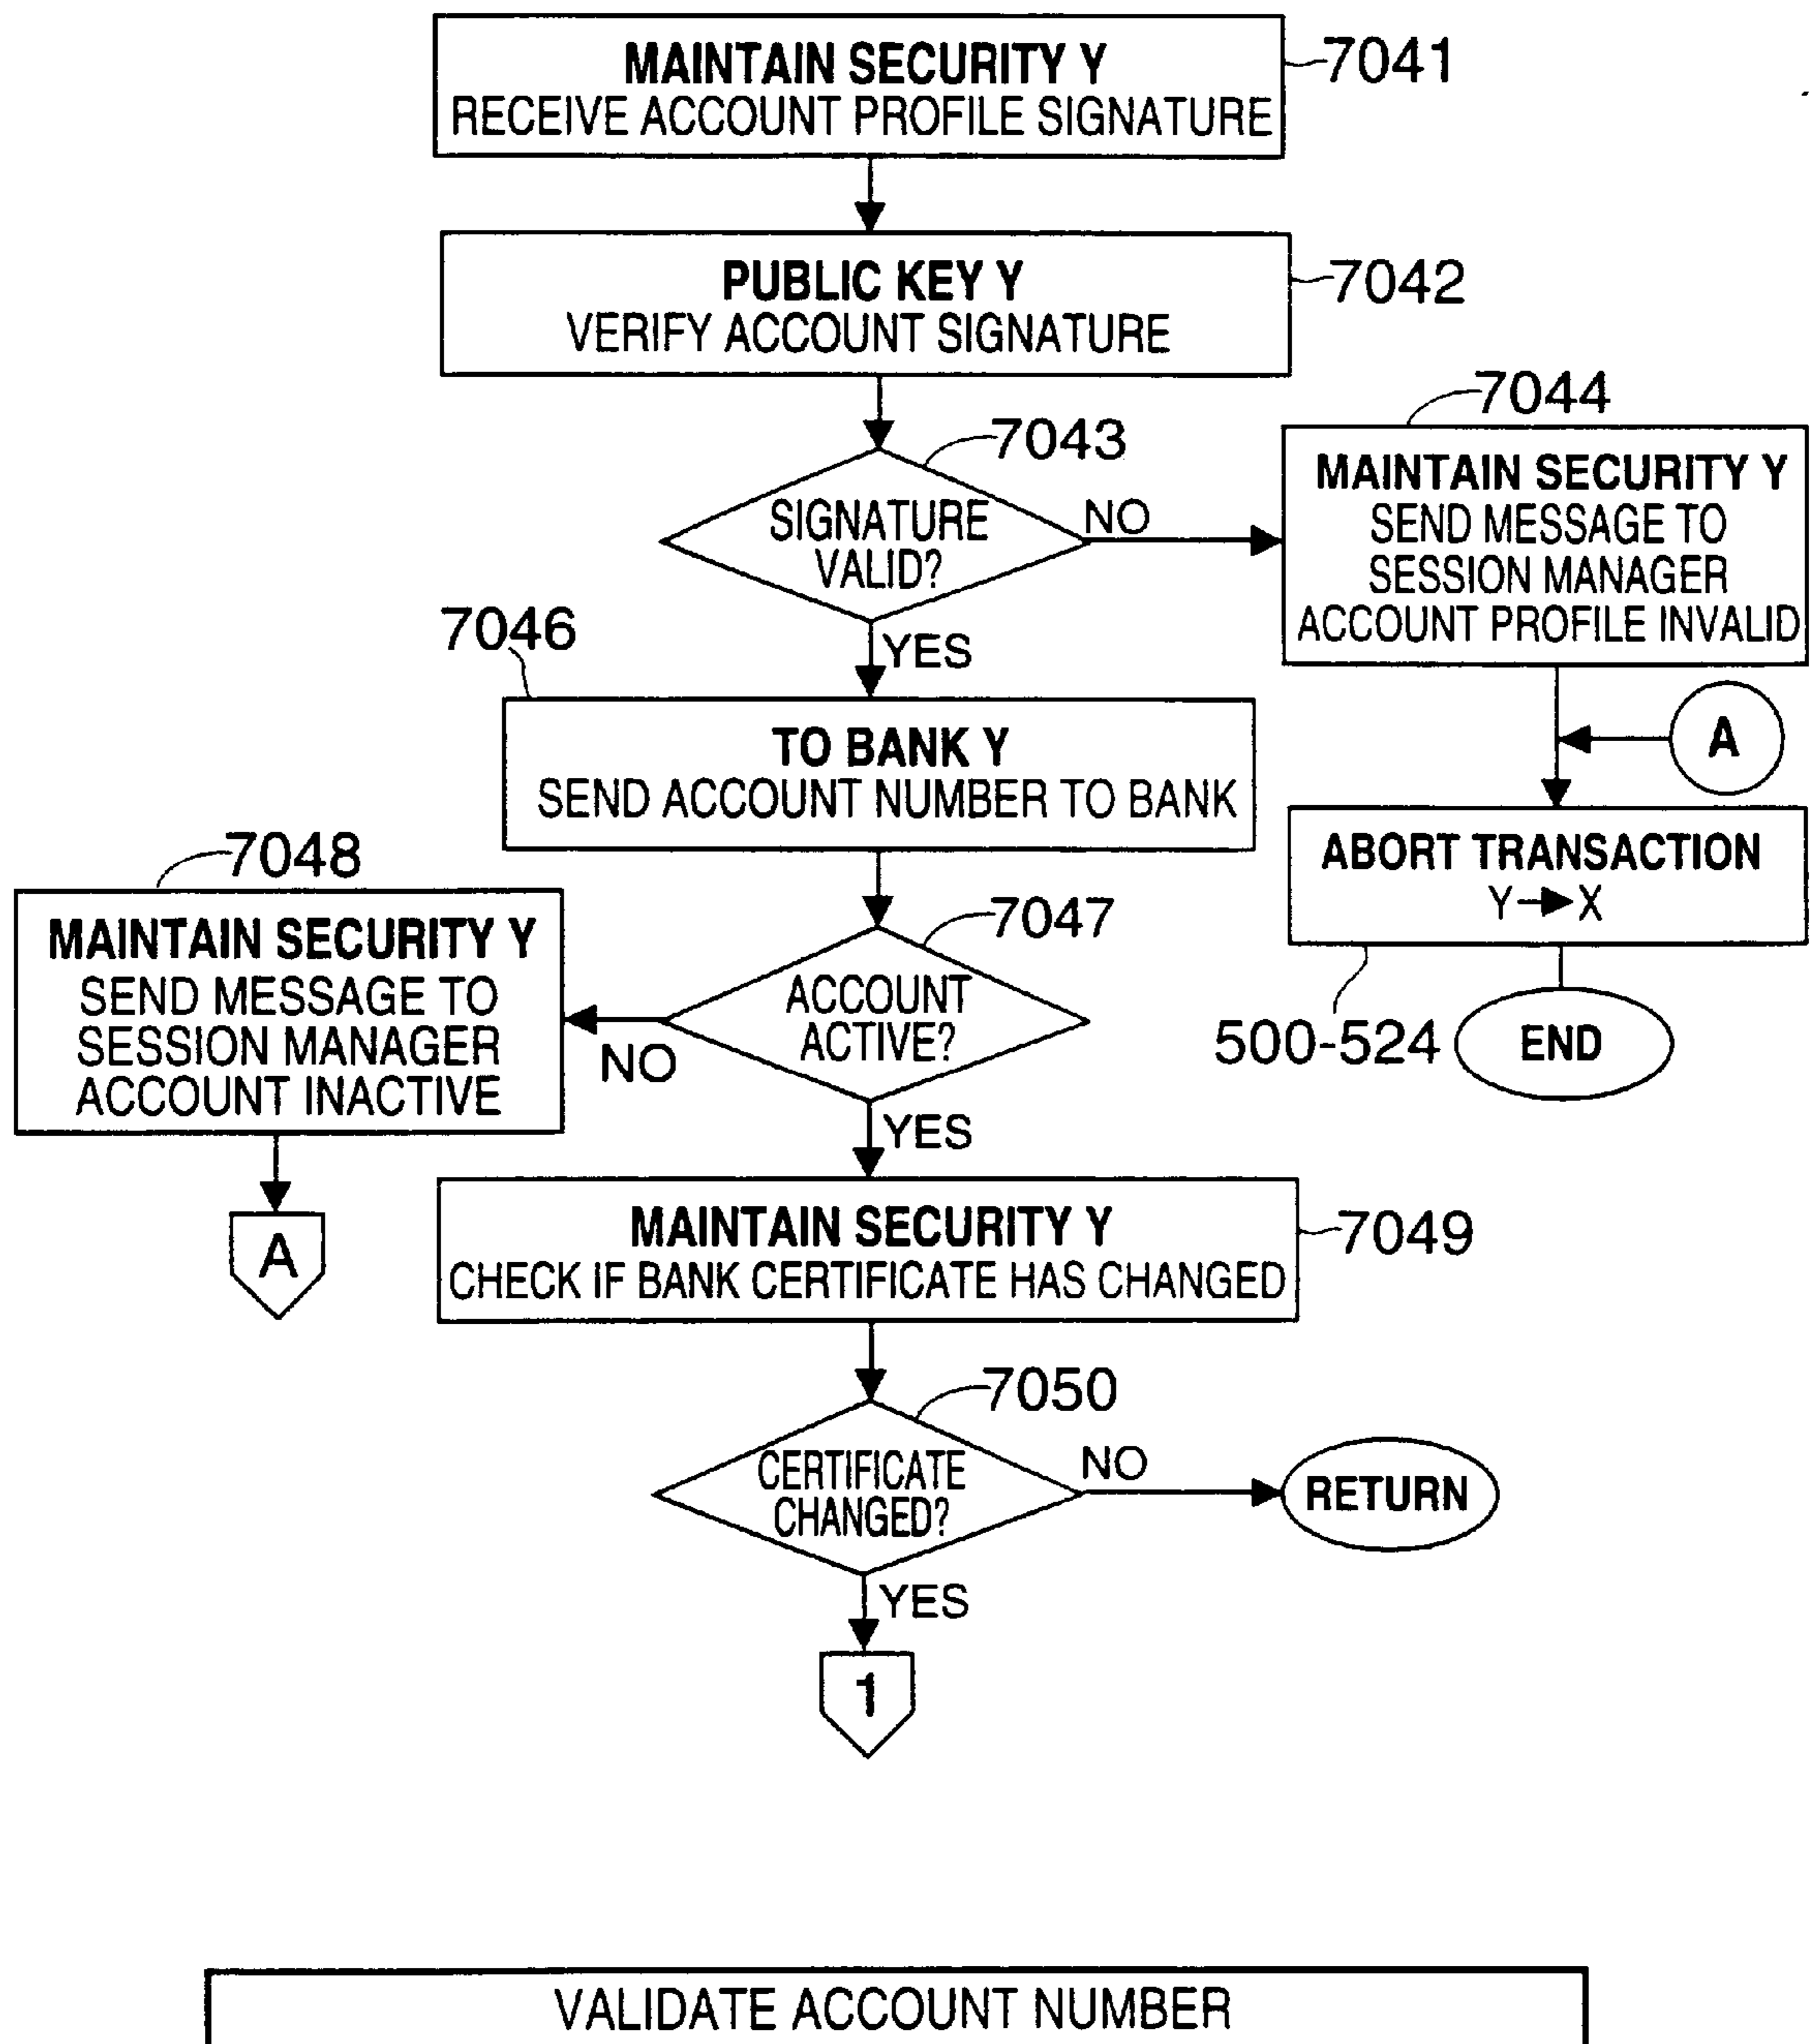 MAINTAIN SECURITY Y
RECEIVE ACCOUNT PROFILE SIGNATURE
7041
PUBLIC KEY Y
VERIFY ACCOUNT SIGNATURE
7042
7043
SIGNATURE
VALID?
NO
YES
7044
MAINTAIN SECURITY Y
SEND MESSAGE TO
SESSION MANAGER
ACCOUNT PROFILE INVALID
A
ABORT TRANSACTION
Y→X
500-524
END
7046
TO BANK Y
SEND ACCOUNT NUMBER TO BANK
7047
ACCOUNT
ACTIVE?
NO
YES
7048
MAINTAIN SECURITY Y
SEND MESSAGE TO
SESSION MANAGER
ACCOUNT INACTIVE
A
MAINTAIN SECURITY Y
CHECK IF BANK CERTIFICATE HAS CHANGED
7049
7050
CERTIFICATE
CHANGED?
NO
RETURN
YES
1
VALIDATE ACCOUNT NUMBER